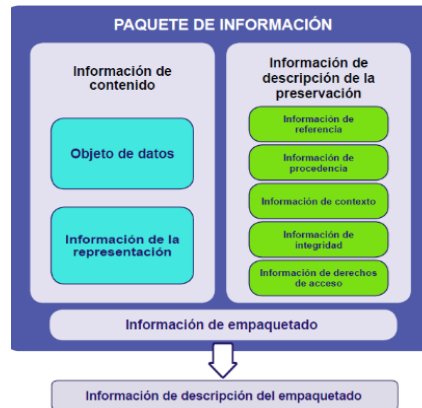 PAQUETE DE INFORMACIÓN
Información de
contenido
Objeto de datos
Información de la
representación
Información de
descripción de la
preservación
Información de
referencia
Información de
procedencia
Información de contexto
Información de
integridad
Información de derechos
de acceso
Información de empaquetado
Información de descripción del empaquetado